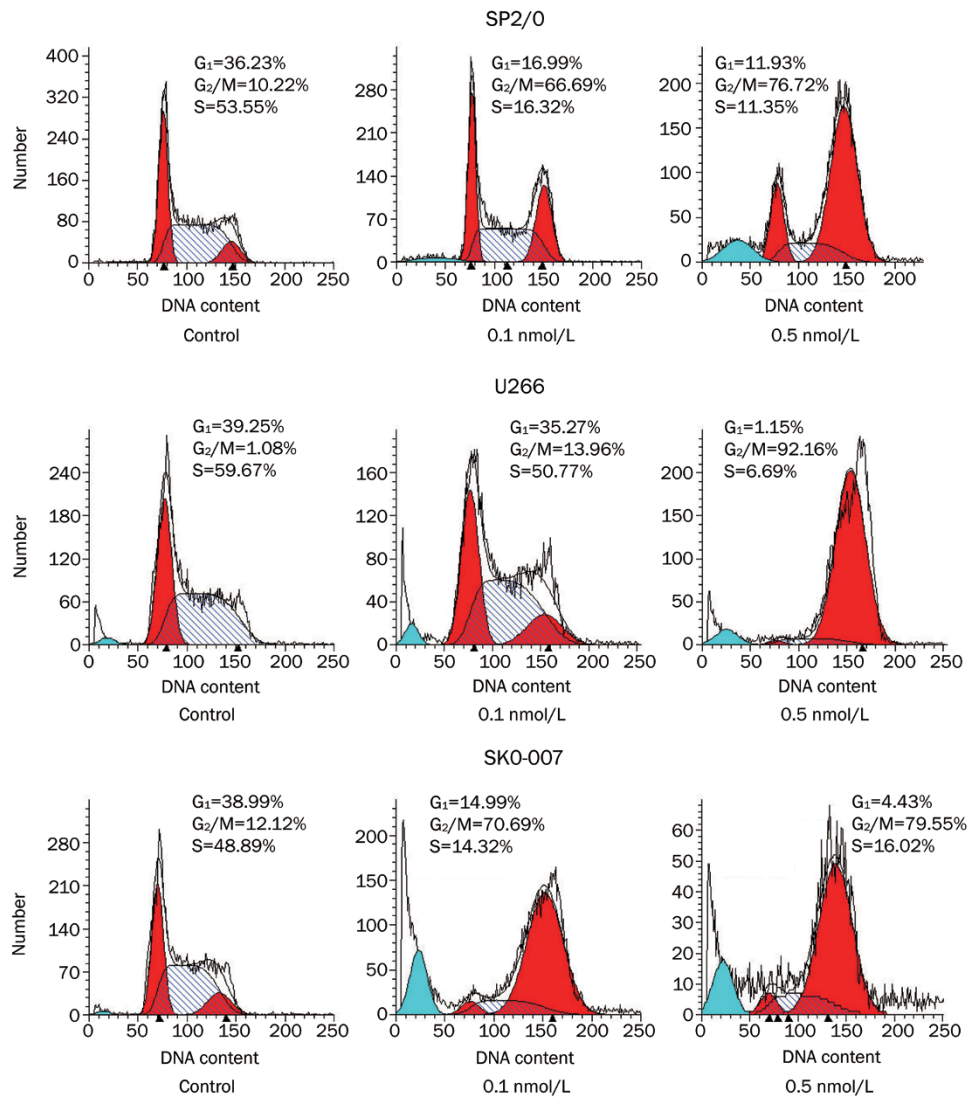 SP2/0
G₁=36.23%
G₂/M=10.22%
S=53.55%
400
320
240
160
80
0
Number
0 50 100 150 200 250
DNA content
Control
G₁=16.99%
G₂/M=66.69%
S=16.32%
280
210
140
70
0
0 50 100 150 200 250
DNA content
0.1 nmol/L
G₁=11.93%
G₂/M=76.72%
S=11.35%
200
150
100
50
0
0 50 100 150 200
DNA content
0.5 nmol/L
U266
G₁=39.25%
G₂/M=1.08%
S=59.67%
240
180
120
60
0
Number
0 50 100 150 200 250
DNA content
Control
G₁=35.27%
G₂/M=13.96%
S=50.77%
160
120
80
40
0
0 50 100 150 200 250
DNA content
0.1 nmol/L
G₁=1.15%
G₂/M=92.16%
S=6.69%
200
150
100
50
0
0 50 100 150 200 250
DNA content
0.5 nmol/L
SK0-007
G₁=38.99%
G₂/M=12.12%
S=48.89%
280
210
140
70
0
Number
0 50 100 150 200 250
DNA content
Control
G₁=14.99%
G₂/M=70.69%
S=14.32%
200
150
100
50
0
0 50 100 150 200 250
DNA content
0.1 nmol/L
G₁=4.43%
G₂/M=79.55%
S=16.02%
60
50
40
30
20
10
0
0 50 100 150 200 250
DNA content
0.5 nmol/L